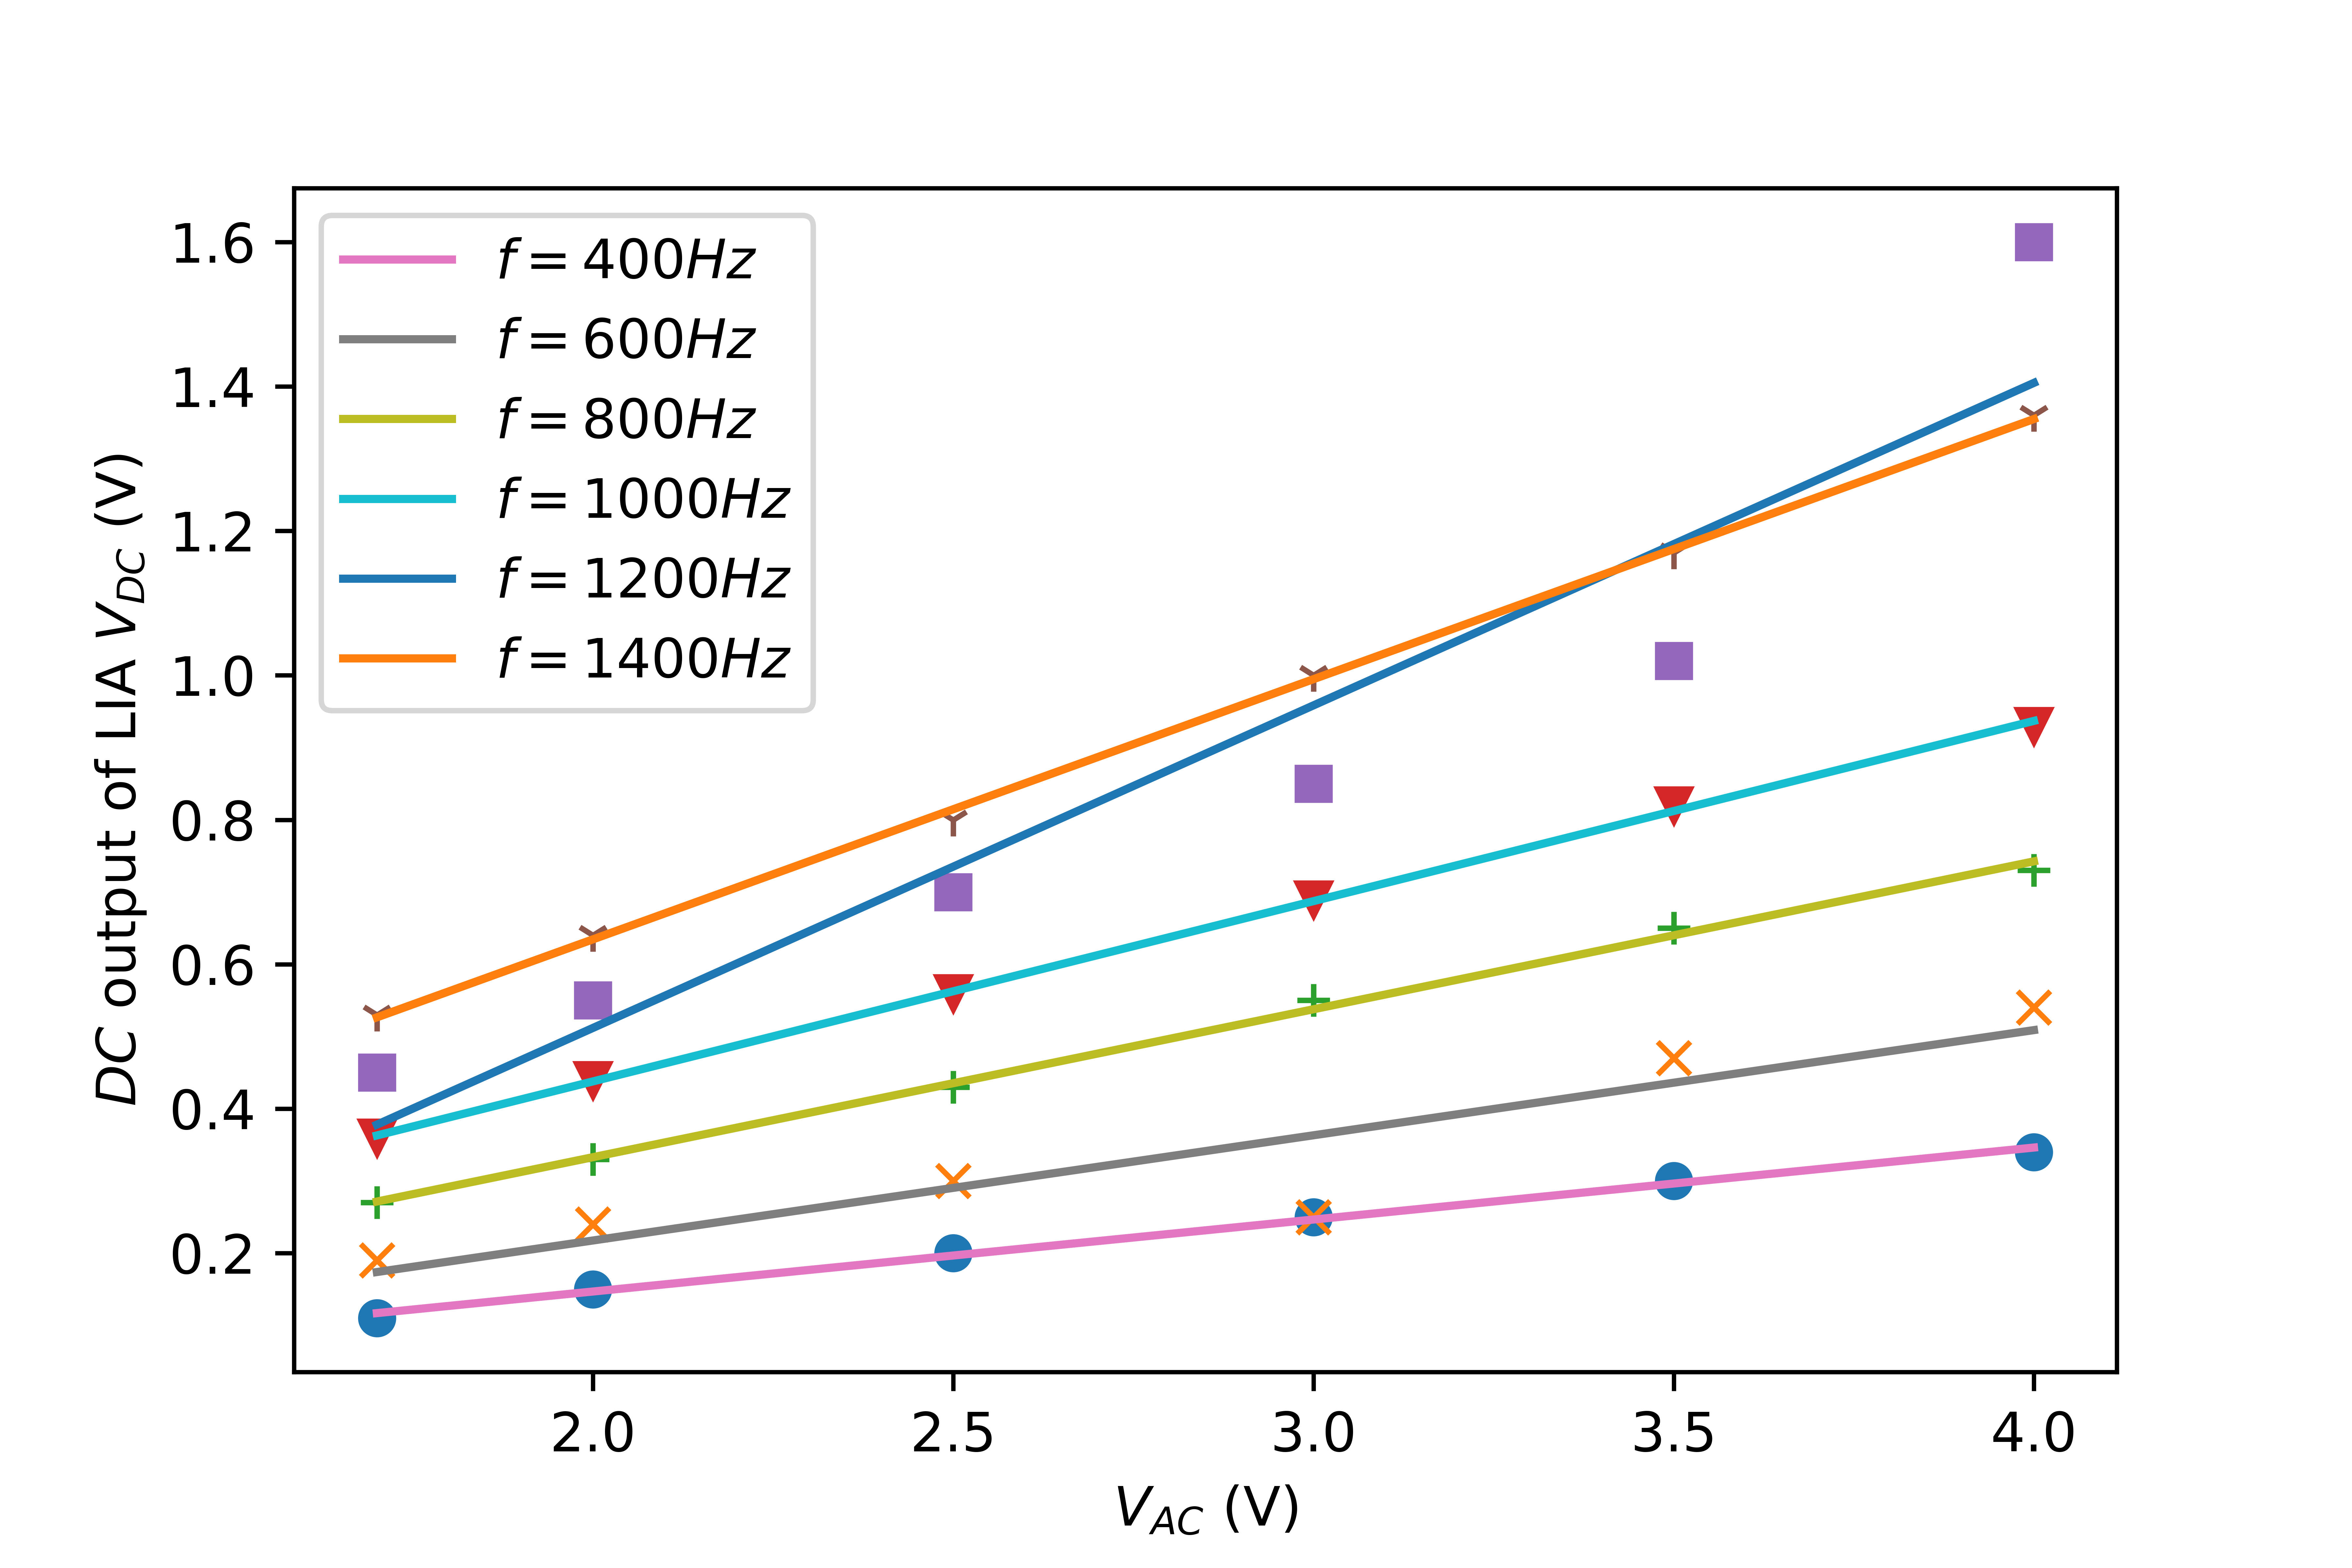 f = 400Hz
f = 600Hz
f = 800Hz
f = 1000Hz
f = 1200Hz
f = 1400Hz
DC output of LIA V_DC (V)
1.6
1.4
1.2
1.0
0.8
0.6
0.4
0.2
2.0 2.5 3.0 3.5 4.0
V_AC (V)